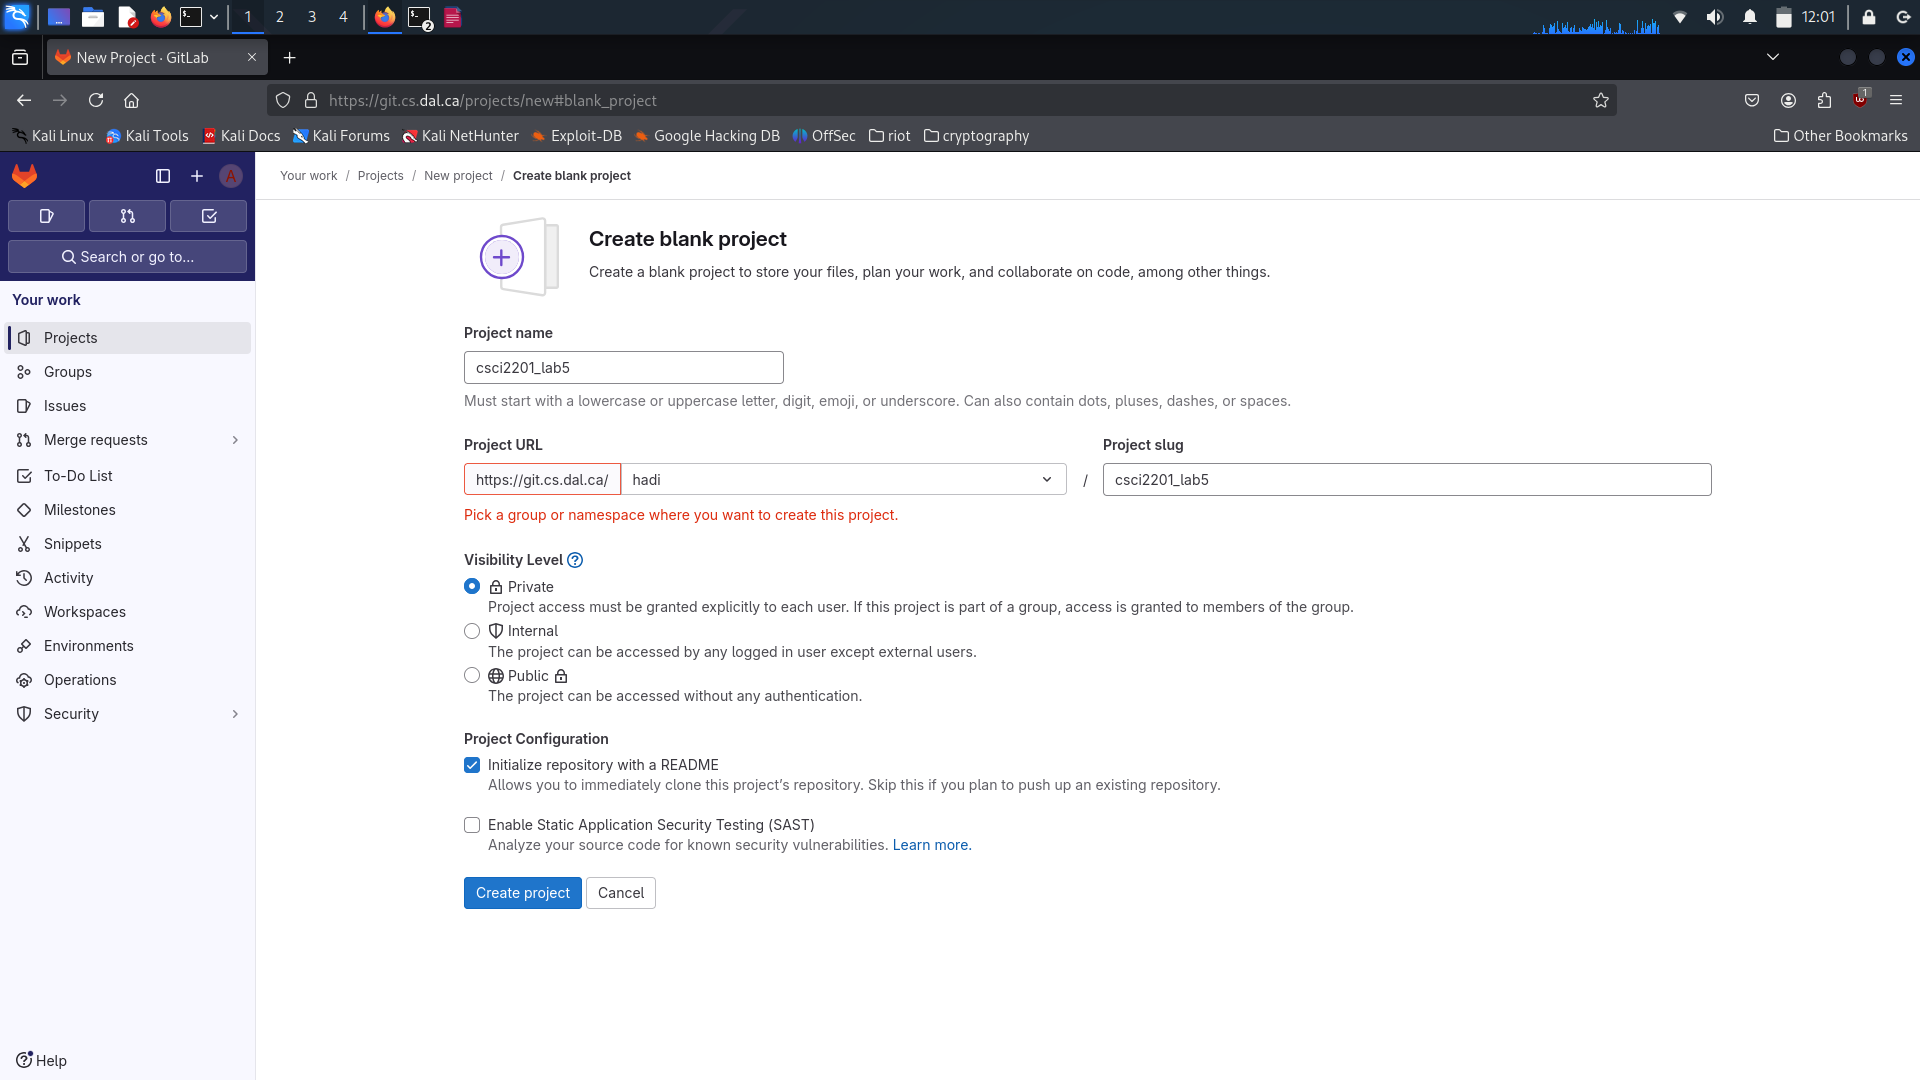 1 2 3 4 2 12:01
New Project · GitLab
https://git.cs.dal.ca/projects/new#blank_project
1
Kali Linux Kali Tools Kali Docs Kali Forums Kali NetHunter Exploit-DB Google Hacking DB OffSec riot cryptography Other Bookmarks
A
Your work / Projects / New project / Create blank project
Search or go to...
Your work
Projects
Groups
Issues
Merge requests
To-Do List
Milestones
Snippets
Activity
Workspaces
Environments
Operations
Security
Help
Create blank project
Create a blank project to store your files, plan your work, and collaborate on code, among other things.
Project name
csci2201_lab5
Must start with a lowercase or uppercase letter, digit, emoji, or underscore. Can also contain dots, pluses, dashes, or spaces.
Project URL Project slug
https://git.cs.dal.ca/ hadi / csci2201_lab5
Pick a group or namespace where you want to create this project.
Visibility Level
Private
Project access must be granted explicitly to each user. If this project is part of a group, access is granted to members of the group.
Internal
The project can be accessed by any logged in user except external users.
Public
The project can be accessed without any authentication.
Project Configuration
Initialize repository with a README
Allows you to immediately clone this project’s repository. Skip this if you plan to push up an existing repository.
Enable Static Application Security Testing (SAST)
Analyze your source code for known security vulnerabilities. Learn more.
Create project Cancel